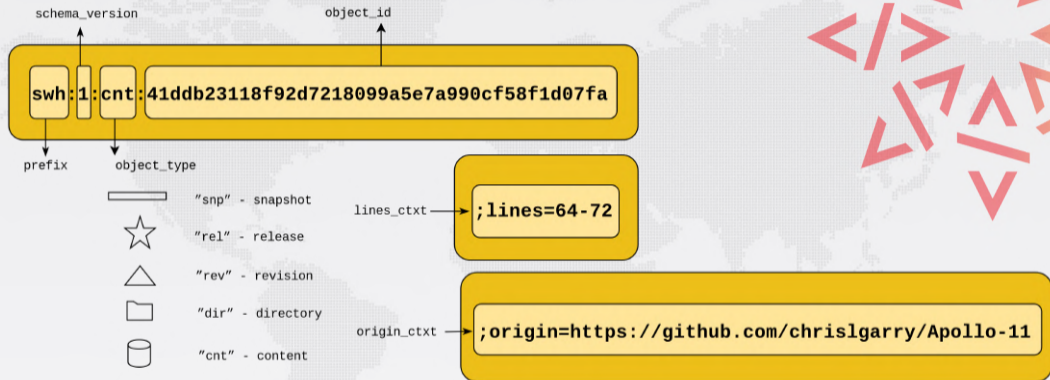 schema_version
object_id
swh:1:cnt:41ddb23118f92d7218099a5e7a990cf58f1d07fa
prefix
object_type
”snp” - snapshot
”rel” - release
”rev” - revision
”dir” - directory
”cnt” - content
lines_ctxt
;lines=64-72
origin_ctxt
;origin=https://github.com/chrislgarry/Apollo-11